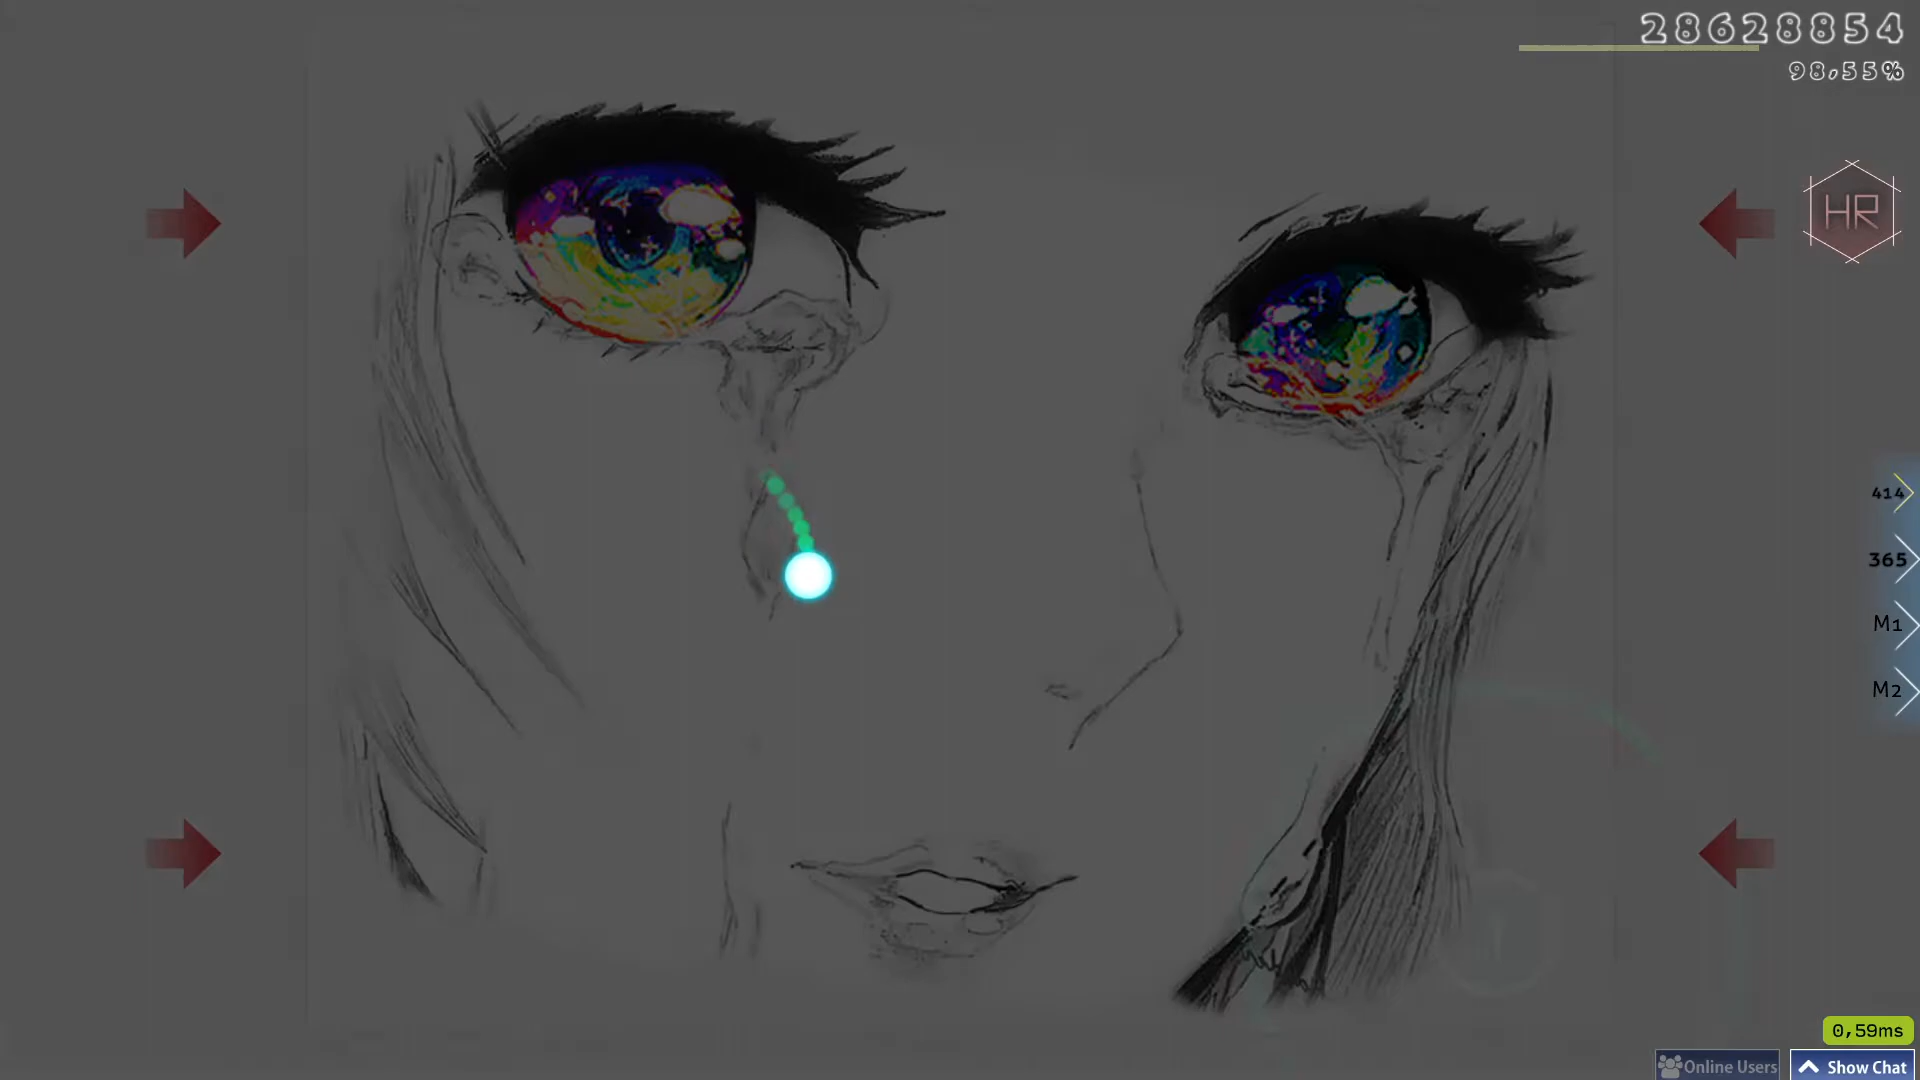 28628854
98,55%
HR
414
365
M1
M2
0,59ms
Online Users
Show Chat